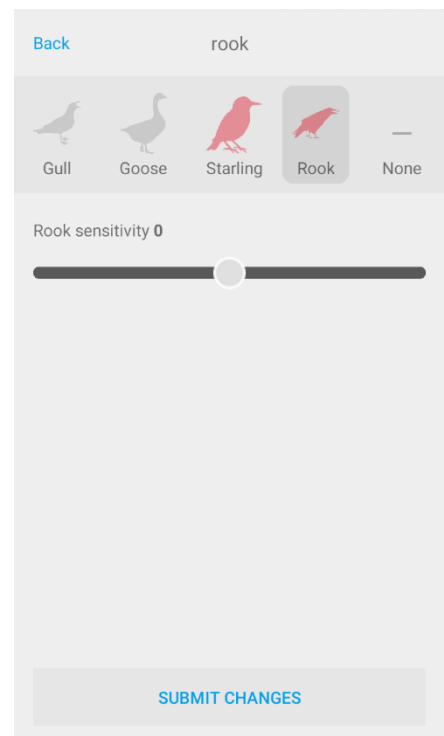 Back rook
Gull Goose Starling Rook None
Rook sensitivity 0
SUBMIT CHANGES